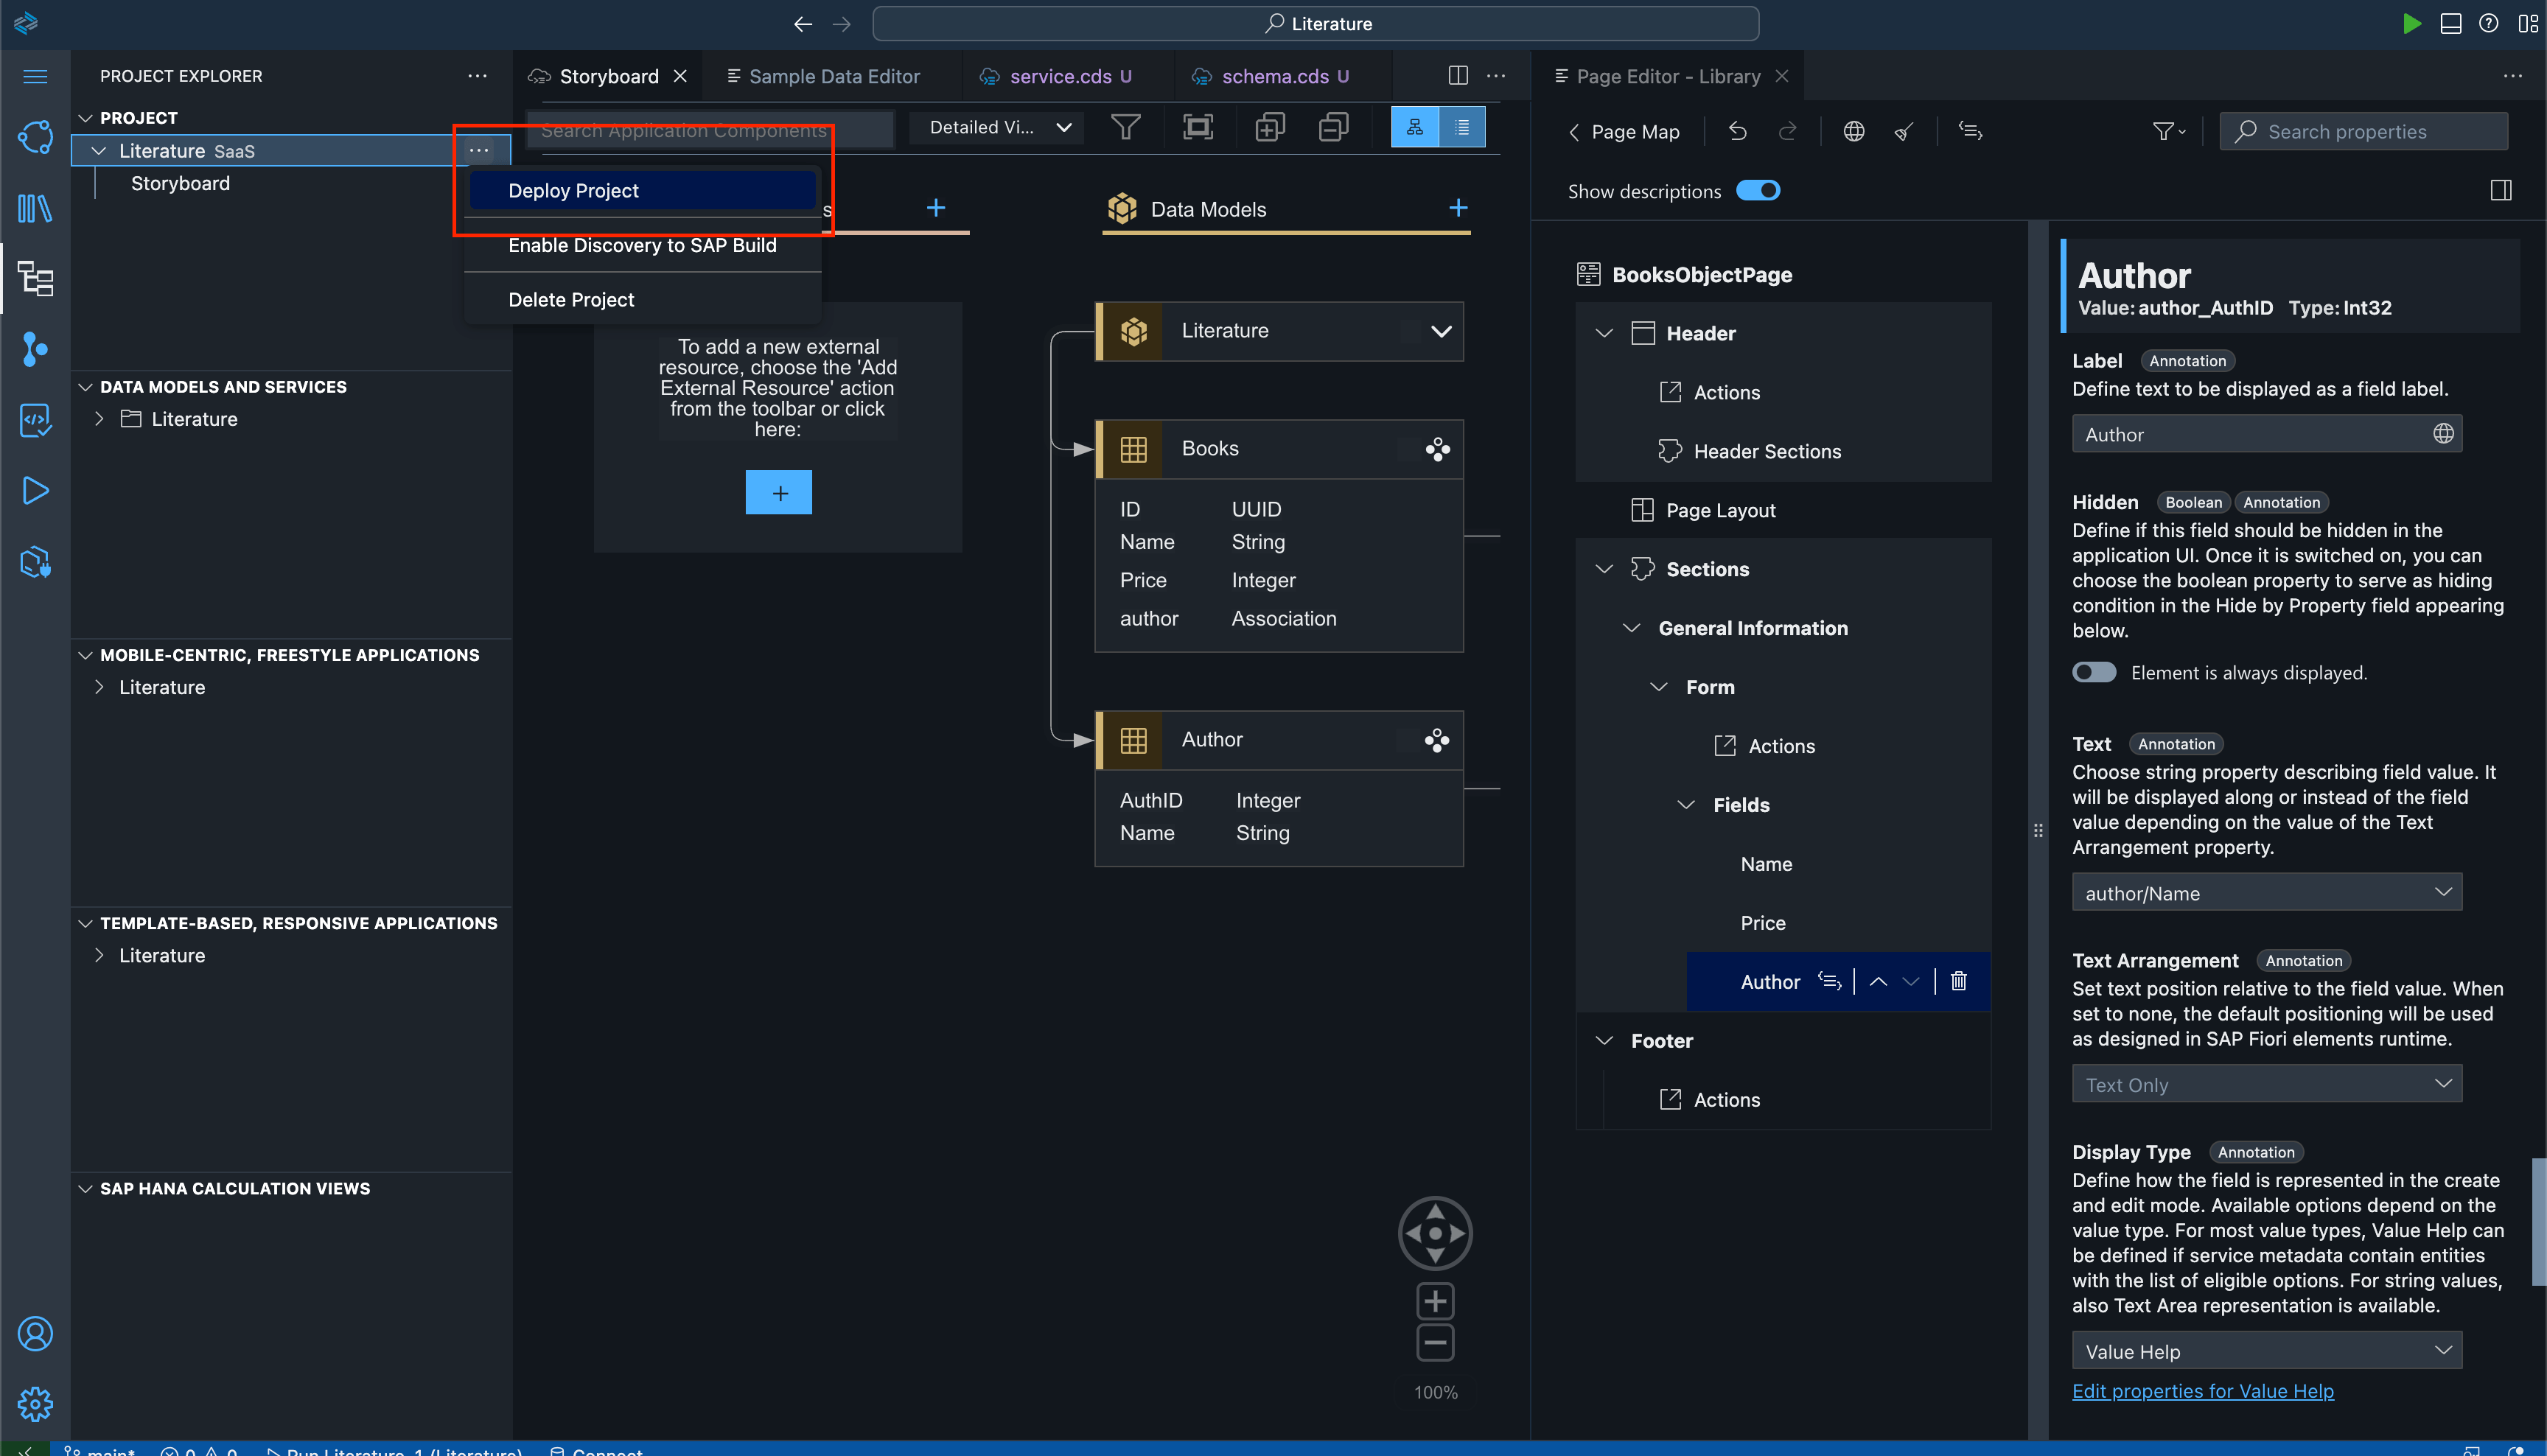 Literature
PROJECT EXPLORER
PROJECT
Literature SaaS
Storyboard
DATA MODELS AND SERVICES
Literature
MOBILE-CENTRIC, FREESTYLE APPLICATIONS
Literature
TEMPLATE-BASED, RESPONSIVE APPLICATIONS
Literature
SAP HANA CALCULATION VIEWS
Storyboard
Sample Data Editor
service.cds U
schema.cds U
Search Application Components
Detailed Vi...
Deploy Project
Enable Discovery to SAP Build
Delete Project
s
To add a new external
resource, choose the 'Add
External Resource' action
from the toolbar or click
here:
Data Models
Literature
Books
ID UUID
Name String
Price Integer
author Association
Author
AuthID Integer
Name String
100%
Page Editor - Library
Page Map
Search properties
Show descriptions
BooksObjectPage
Header
Actions
Header Sections
Page Layout
Sections
General Information
Form
Actions
Fields
Name
Price
Author
Footer
Actions
Author
Value: author_AuthID Type: Int32
Label Annotation
Define text to be displayed as a field label.
Author
Hidden Boolean Annotation
Define if this field should be hidden in the
application UI. Once it is switched on, you can
choose the boolean property to serve as hiding
condition in the Hide by Property field appearing
below.
Element is always displayed.
Text Annotation
Choose string property describing field value. It
will be displayed along or instead of the field
value depending on the value of the Text
Arrangement property.
author/Name
Text Arrangement Annotation
Set text position relative to the field value. When
set to none, the default positioning will be used
as designed in SAP Fiori elements runtime.
Text Only
Display Type Annotation
Define how the field is represented in the create
and edit mode. Available options depend on the
value type. For most value types, Value Help can
be defined if service metadata contain entities
with the list of eligible options. For string values,
also Text Area representation is available.
Value Help
Edit properties for Value Help
main* 0 0 Run Literature-1 (Literature) Connect